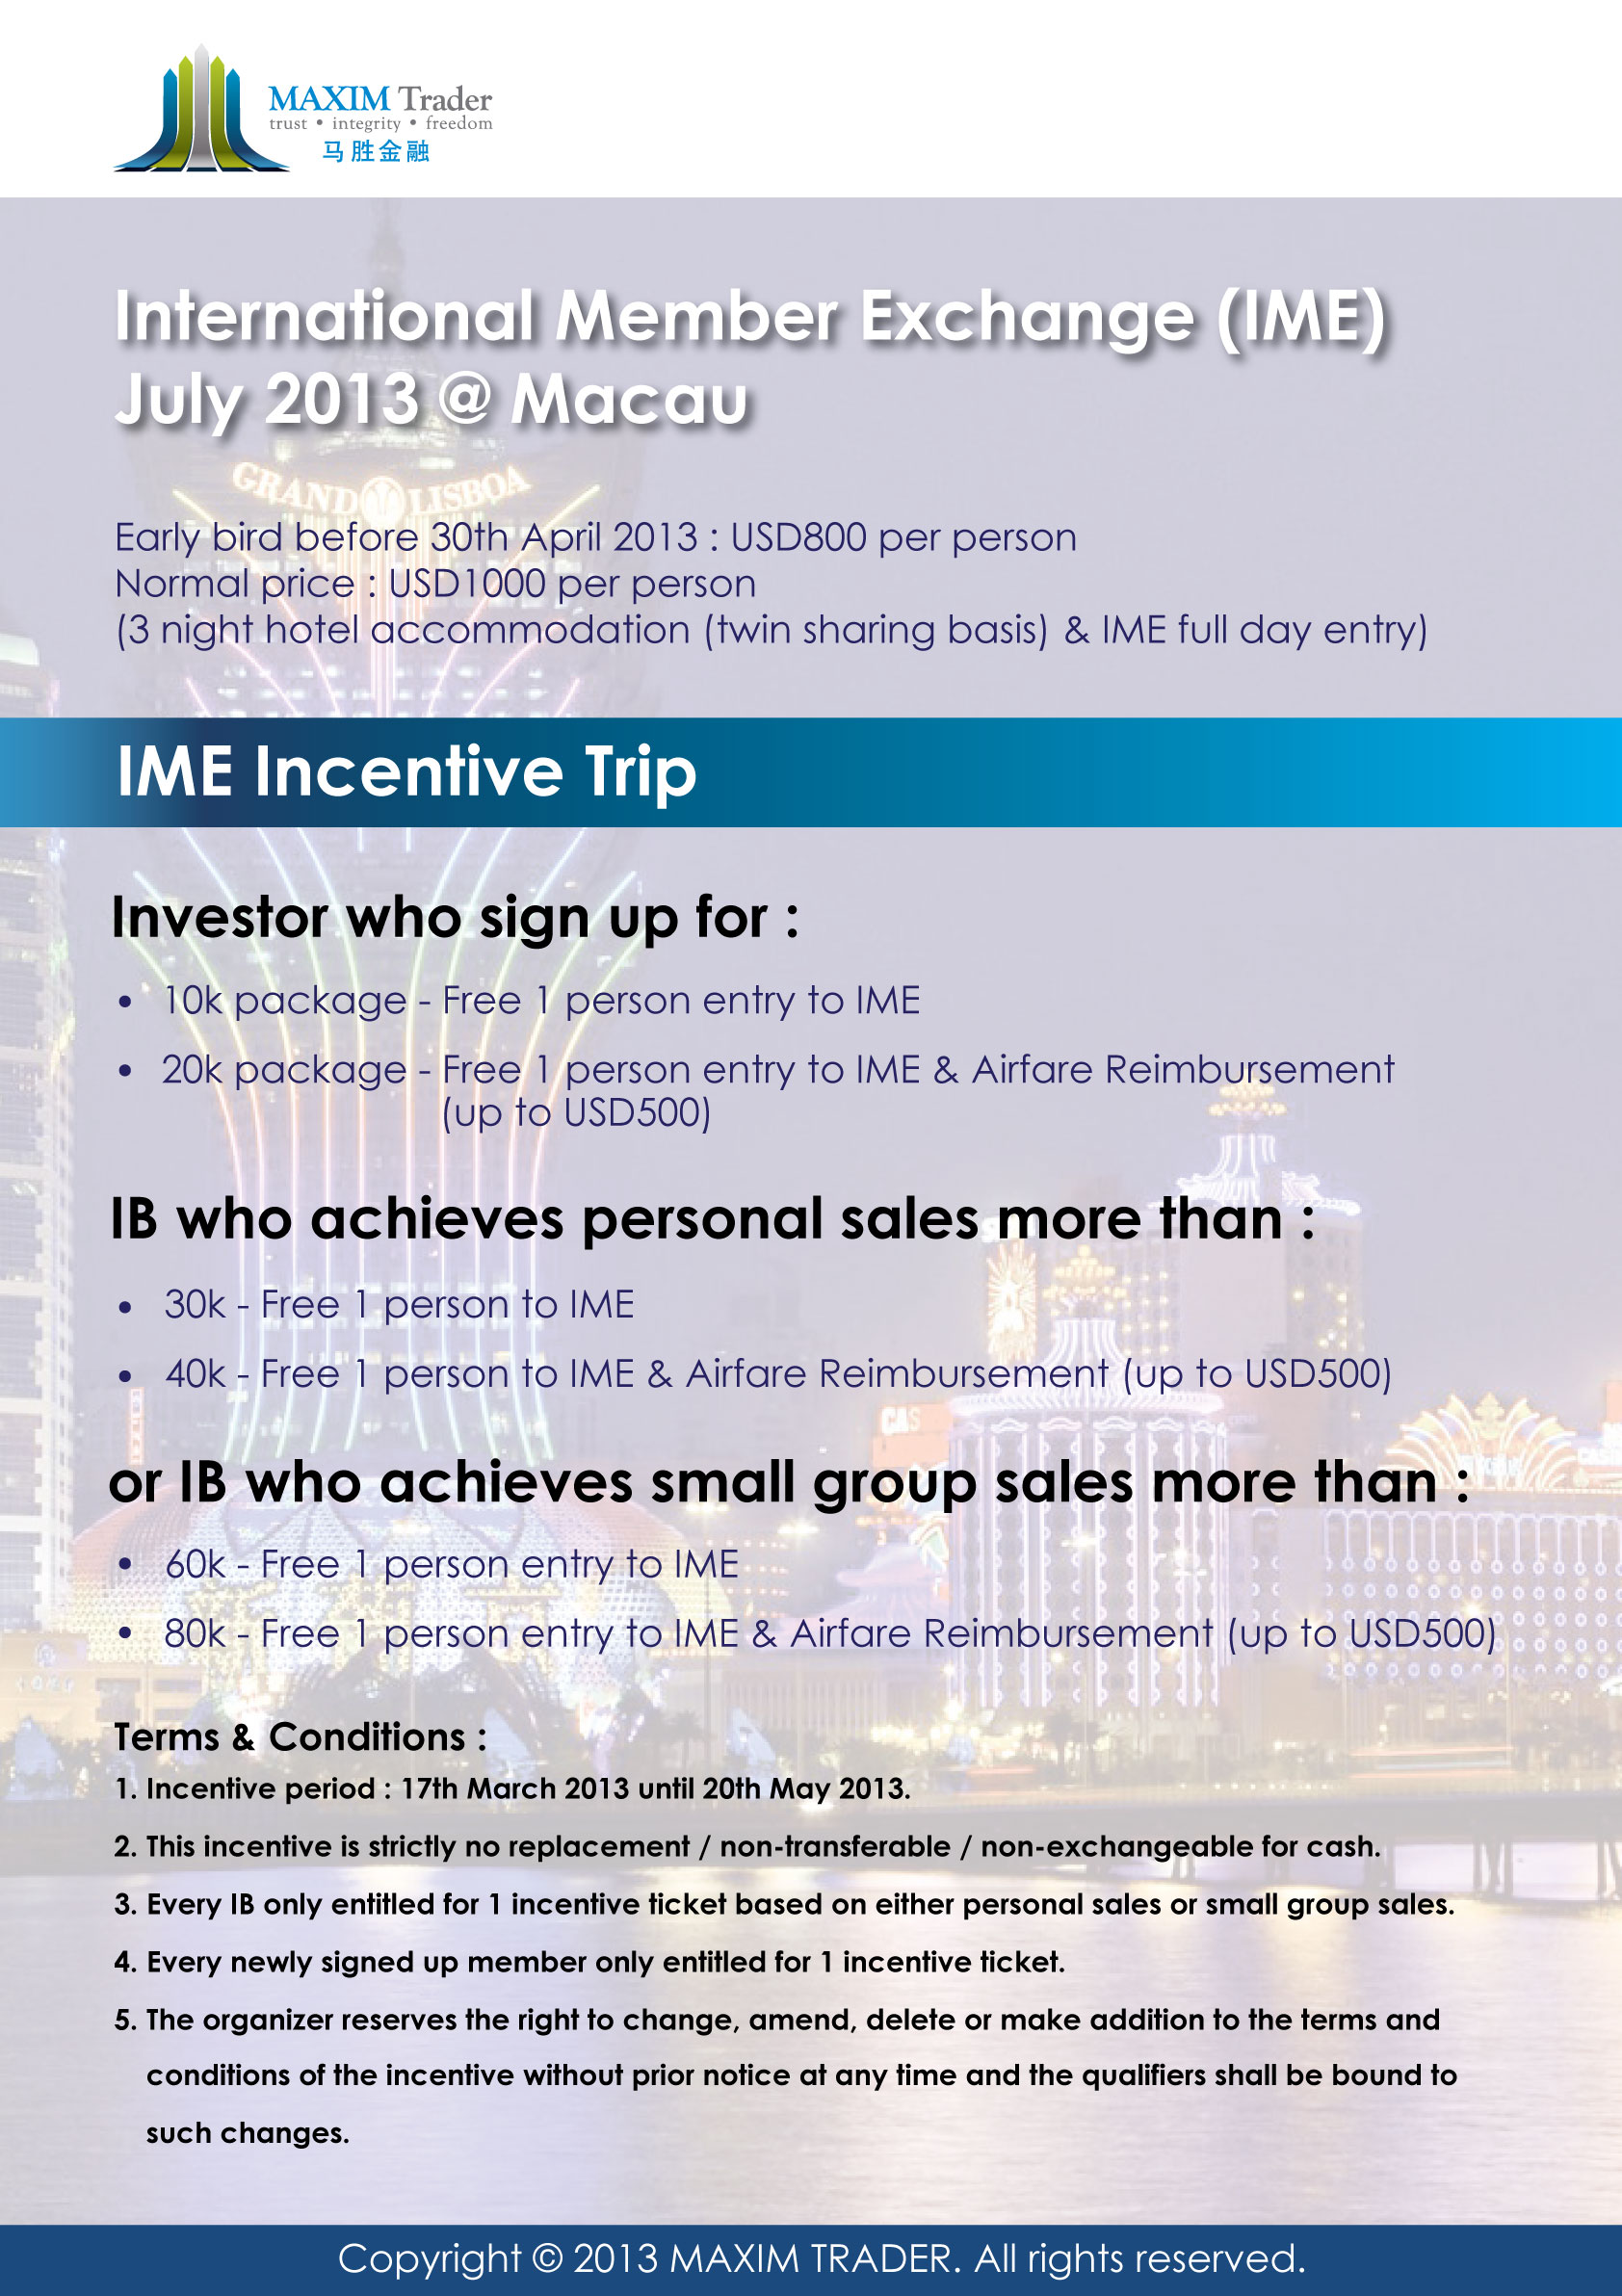 MAXIM Trader
trust • integrity • freedom
马胜金融
International Member Exchange (IME)
July 2013 @ Macau
GRAND LISBOA
Early bird before 30th April 2013 : USD800 per person
Normal price : USD1000 per person
(3 night hotel accommodation (twin sharing basis) & IME full day entry)
IME Incentive Trip
Investor who sign up for :
• 10k package - Free 1 person entry to IME
• 20k package - Free 1 person entry to IME & Airfare Reimbursement
(up to USD500)
IB who achieves personal sales more than :
• 30k - Free 1 person to IME
• 40k - Free 1 person to IME & Airfare Reimbursement (up to USD500)
CAS
or IB who achieves small group sales more than :
• 60k - Free 1 person entry to IME
• 80k - Free 1 person entry to IME & Airfare Reimbursement (up to USD500)
Terms & Conditions :
1. Incentive period : 17th March 2013 until 20th May 2013.
2. This incentive is strictly no replacement / non-transferable / non-exchangeable for cash.
3. Every IB only entitled for 1 incentive ticket based on either personal sales or small group sales.
4. Every newly signed up member only entitled for 1 incentive ticket.
5. The organizer reserves the right to change, amend, delete or make addition to the terms and
conditions of the incentive without prior notice at any time and the qualifiers shall be bound to
such changes.
Copyright © 2013 MAXIM TRADER. All rights reserved.